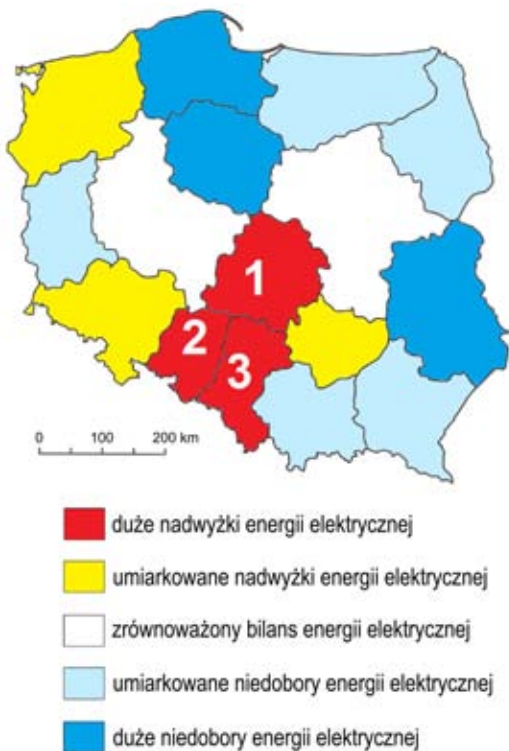 1
2
3
0 100 200 km
duże nadwyżki energii elektrycznej
umiarkowane nadwyżki energii elektrycznej
zrównoważony bilans energii elektrycznej
umiarkowane niedobory energii elektrycznej
duże niedobory energii elektrycznej